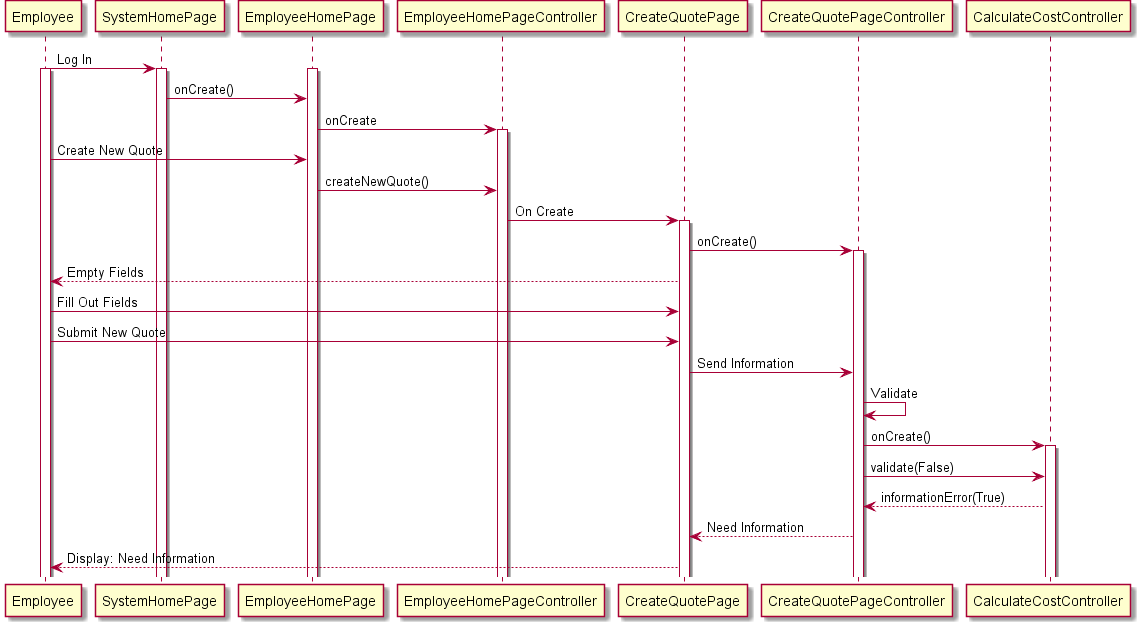 Employee SystemHomePage EmployeeHomePage EmployeeHomePageController CreateQuotePage CreateQuotePageController CalculateCostController
Log In
onCreate()
onCreate
Create New Quote
createNewQuote()
On Create
onCreate()
Empty Fields
Fill Out Fields
Submit New Quote
Send Information
Validate
onCreate()
validate(False)
informationError(True)
Need Information
Display: Need Information
Employee SystemHomePage EmployeeHomePage EmployeeHomePageController CreateQuotePage CreateQuotePageController CalculateCostController